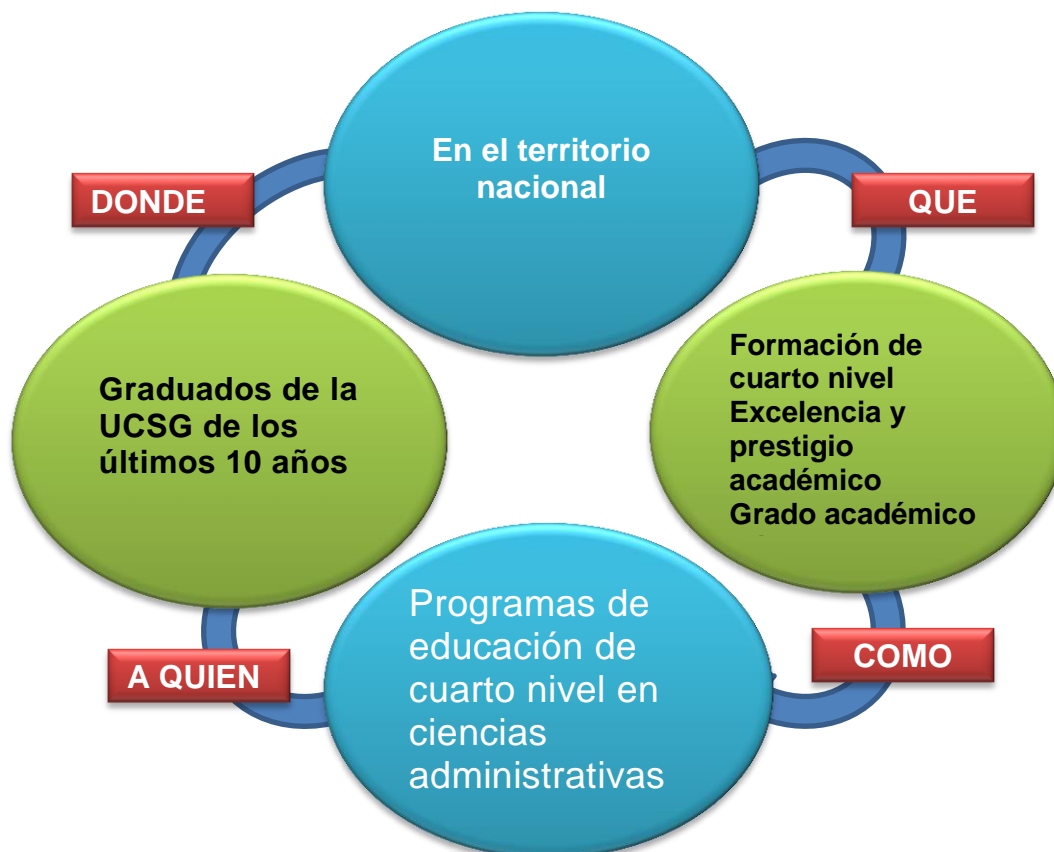 En el territorio
nacional
DONDE
QUE
Graduados de la
UCSG de los
últimos 10 años
Formación de
cuarto nivel
Excelencia y
prestigio
académico
Grado académico
A QUIEN
COMO
Programas de
educación de
cuarto nivel en
ciencias
administrativas